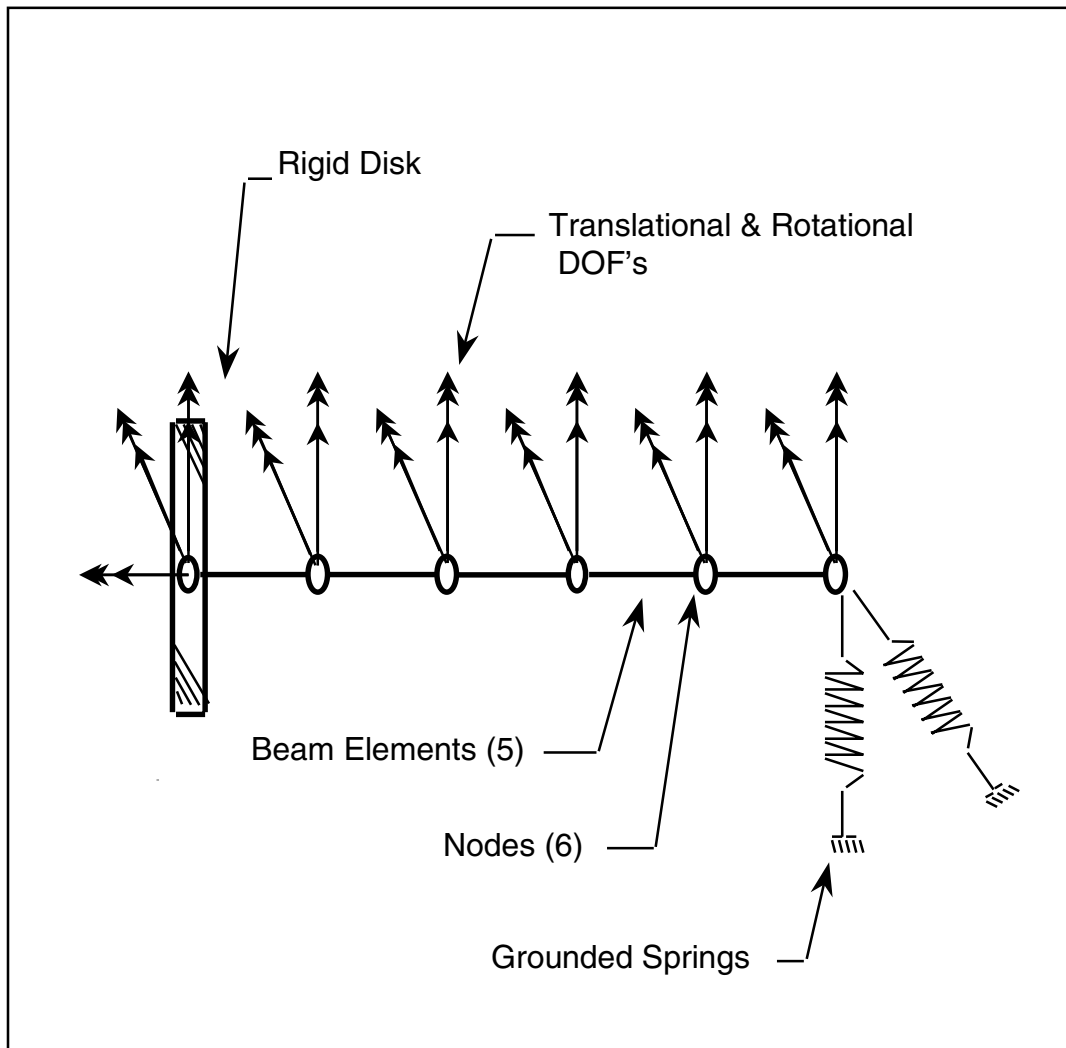 Rigid Disk
Translational & Rotational
DOF's
Beam Elements (5)
Nodes (6)
Grounded Springs